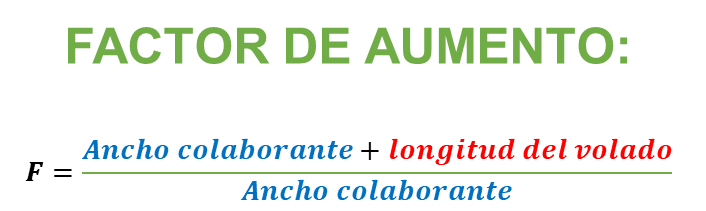 FACTOR DE AUMENTO:
Ancho colaborante + longitud del volado
F =
Ancho colaborante